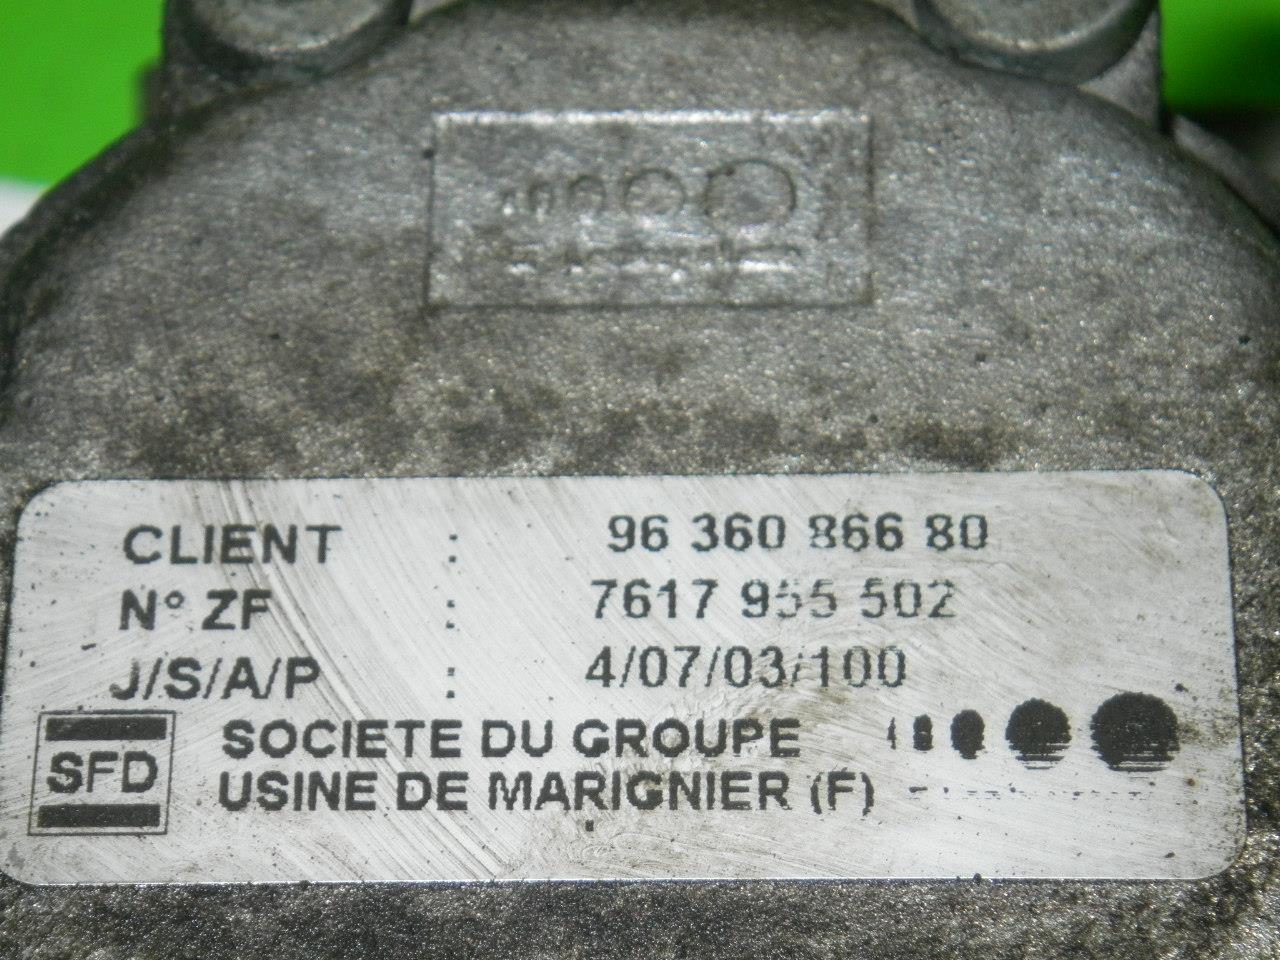 CLIENT : 96 360 866 80
N° ZF : 7617 955 502
J/S/A/P : 4/07/03/100
SFD
SOCIETE DU GROUPE
USINE DE MARIGNIER (F)